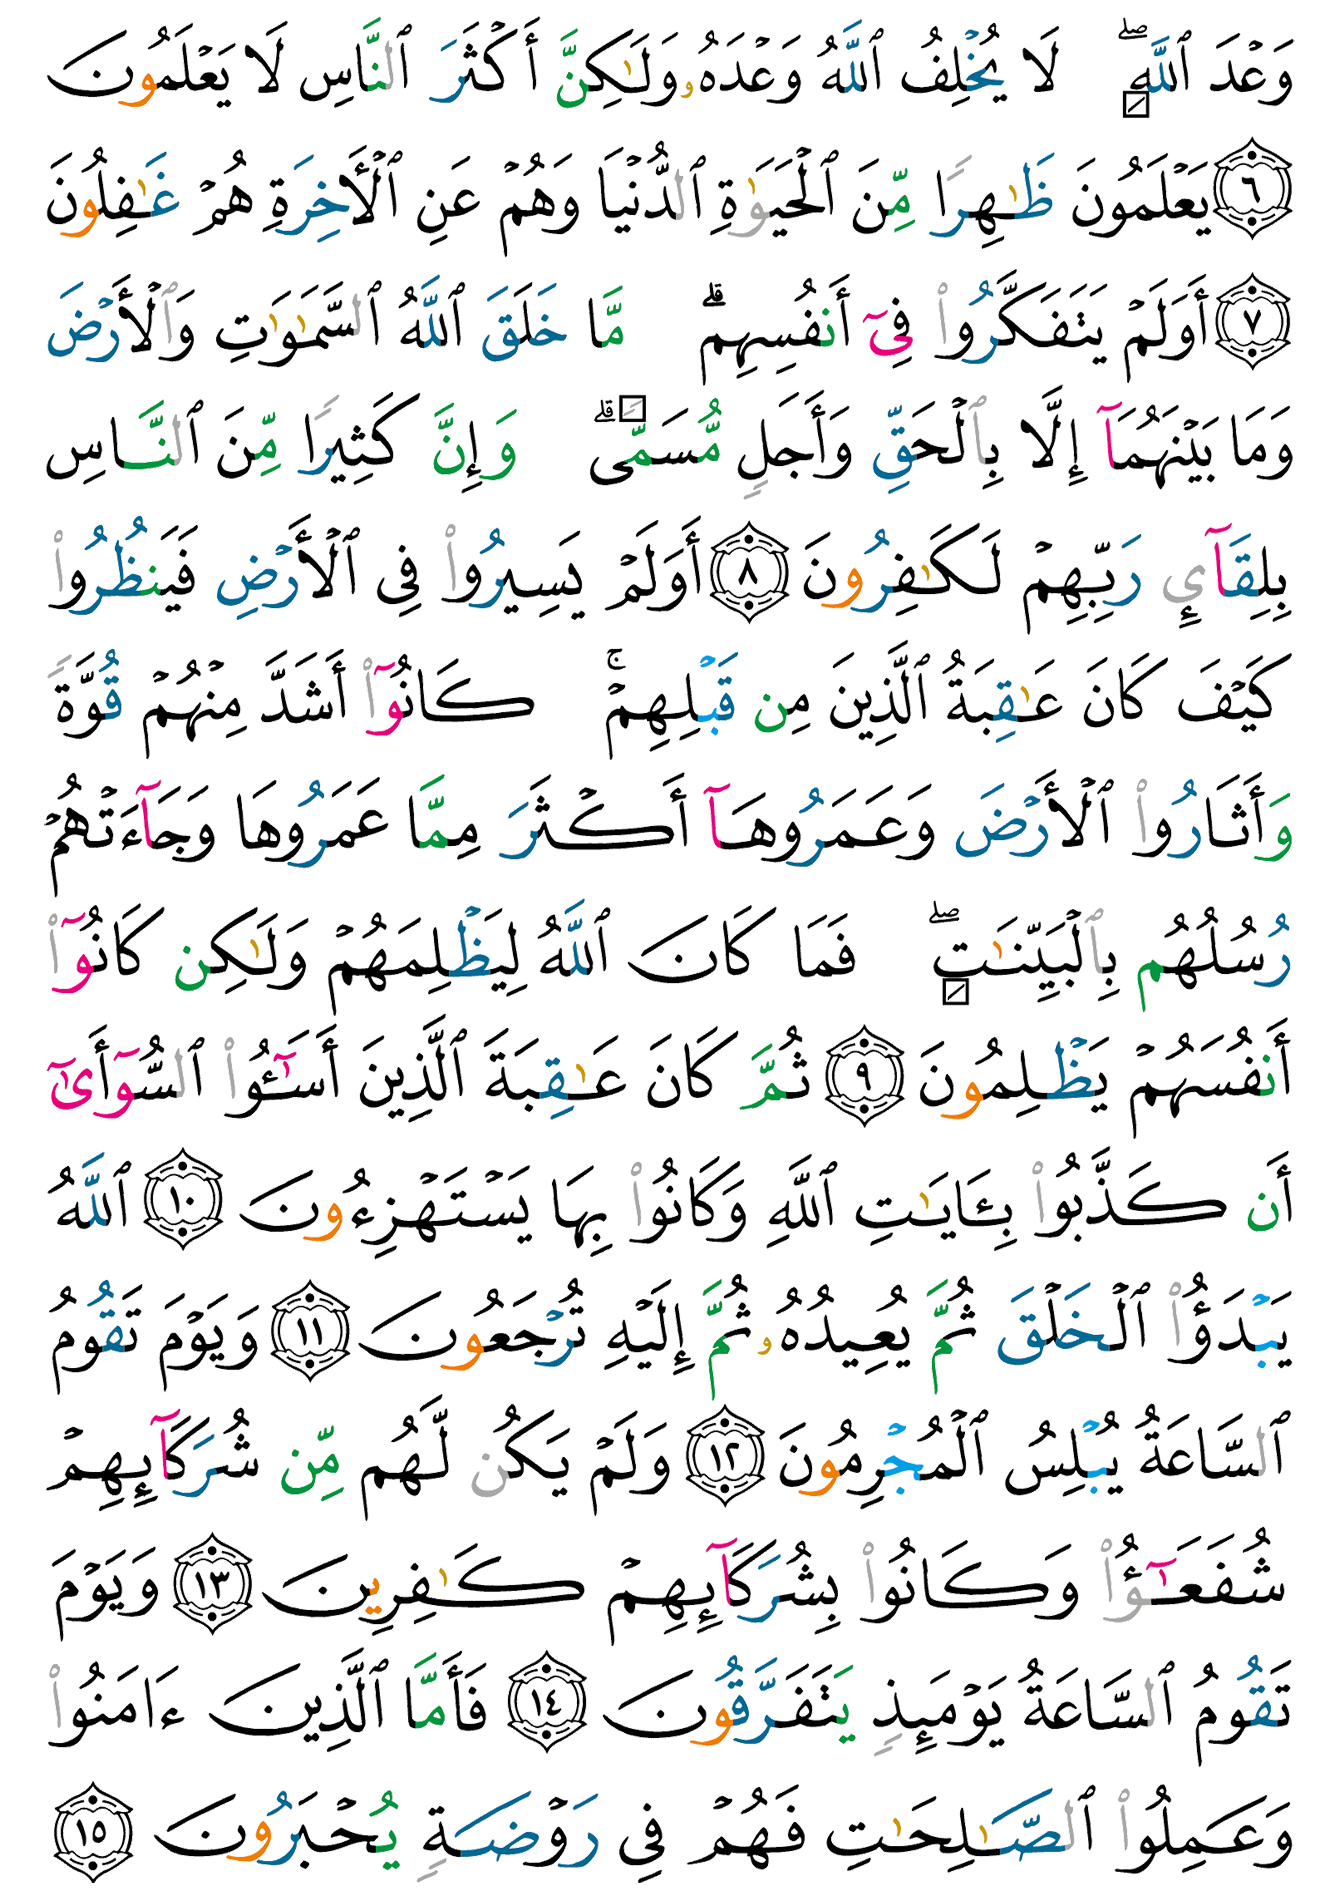 وَعْدَ ٱللَّهِ ۖ لَا يُخْلِفُ ٱللَّهُ وَعْدَهُۥ وَلَـٰكِنَّ أَكْثَرَ ٱلنَّاسِ لَا يَعْلَمُونَ
٦ يَعْلَمُونَ ظَـٰهِرًا مِّنَ ٱلْحَيَوٰةِ ٱلدُّنْيَا وَهُمْ عَنِ ٱلْأَخِرَةِ هُمْ غَـٰفِلُونَ
٧ أَوَلَمْ يَتَفَكَّرُوا۟ فِىٓ أَنفُسِهِم ۗ مَّا خَلَقَ ٱللَّهُ ٱلسَّمَـٰوَٰتِ وَٱلْأَرْضَ
وَمَا بَيْنَهُمَآ إِلَّا بِٱلْحَقِّ وَأَجَلٍ مُّسَمًّى ۗ وَإِنَّ كَثِيرًا مِّنَ ٱلنَّاسِ
بِلِقَآئِ رَبِّهِمْ لَكَـٰفِرُونَ ٨ أَوَلَمْ يَسِيرُوا۟ فِى ٱلْأَرْضِ فَيَنظُرُوا۟
كَيْفَ كَانَ عَـٰقِبَةُ ٱلَّذِينَ مِن قَبْلِهِمْ ۚ كَانُوٓا۟ أَشَدَّ مِنْهُمْ قُوَّةً
وَأَثَارُوا۟ ٱلْأَرْضَ وَعَمَرُوهَآ أَكْثَرَ مِمَّا عَمَرُوهَا وَجَآءَتْهُمْ
رُسُلُهُم بِٱلْبَيِّنَـٰتِ ۖ فَمَا كَانَ ٱللَّهُ لِيَظْلِمَهُمْ وَلَـٰكِن كَانُوٓا۟
أَنفُسَهُمْ يَظْلِمُونَ ٩ ثُمَّ كَانَ عَـٰقِبَةَ ٱلَّذِينَ أَسَـٰٓـُٔوا۟ ٱلسُّوٓأَىٰٓ
أَن كَذَّبُوا۟ بِـَٔايَـٰتِ ٱللَّهِ وَكَانُوا۟ بِهَا يَسْتَهْزِءُونَ ١٠ ٱللَّهُ
يَبْدَؤُا۟ ٱلْخَلْقَ ثُمَّ يُعِيدُهُۥ ثُمَّ إِلَيْهِ تُرْجَعُونَ ١١ وَيَوْمَ تَقُومُ
ٱلسَّاعَةُ يُبْلِسُ ٱلْمُجْرِمُونَ ١٢ وَلَمْ يَكُن لَّهُم مِّن شُرَكَآئِهِمْ
شُفَعَـٰٓؤُا۟ وَكَانُوا۟ بِشُرَكَآئِهِمْ كَـٰفِرِينَ ١٣ وَيَوْمَ
تَقُومُ ٱلسَّاعَةُ يَوْمَئِذٍ يَتَفَرَّقُونَ ١٤ فَأَمَّا ٱلَّذِينَ ءَامَنُوا۟
وَعَمِلُوا۟ ٱلصَّـٰلِحَـٰتِ فَهُمْ فِى رَوْضَةٍ يُحْبَرُونَ ١٥